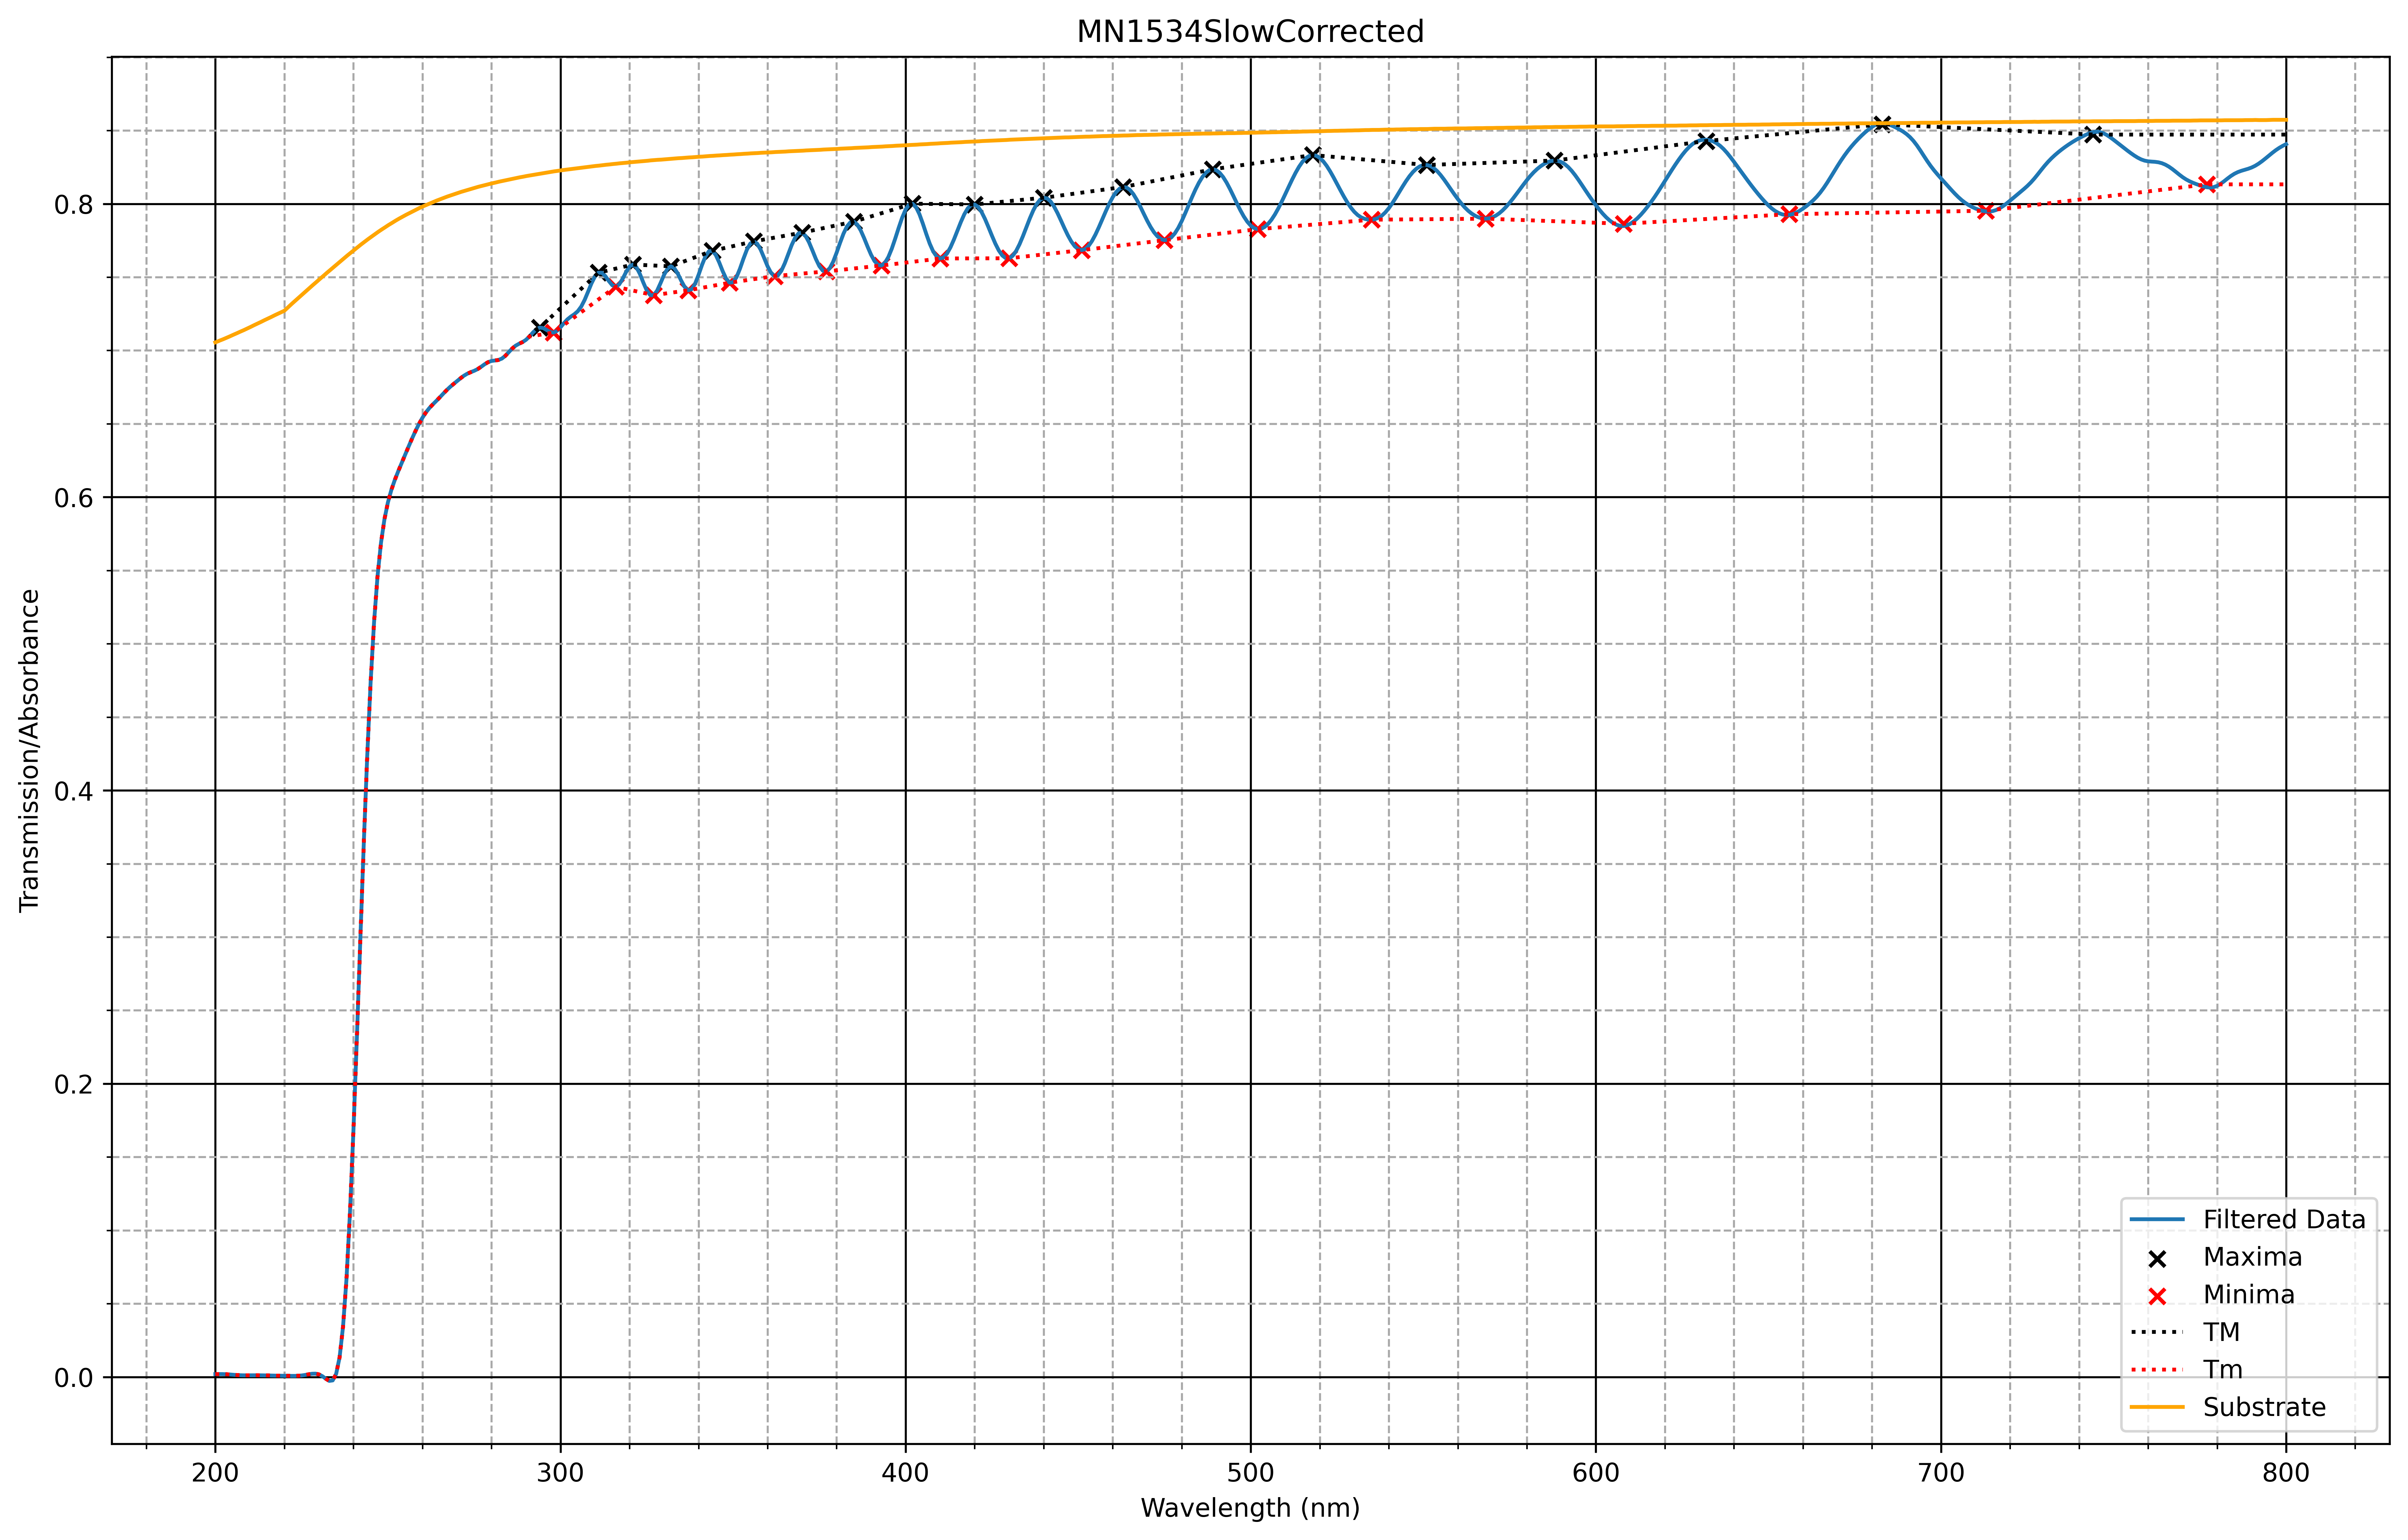 MN1534SlowCorrected
Transmission/Absorbance
0.8
0.6
0.4
0.2
0.0
200 300 400 500 600 700 800
Wavelength (nm)
Filtered Data
Maxima
Minima
TM
Tm
Substrate